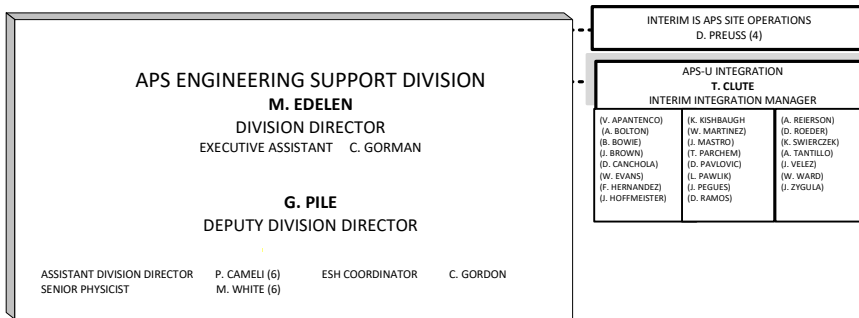 INTERIM IS APS SITE OPERATIONS
D. PREUSS (4)
APS ENGINEERING SUPPORT DIVISION
M. EDELEN
DIVISION DIRECTOR
EXECUTIVE ASSISTANT C. GORMAN
G. PILE
DEPUTY DIVISION DIRECTOR
ASSISTANT DIVISION DIRECTOR P. CAMELI (6) ESH COORDINATOR C. GORDON
SENIOR PHYSICIST M. WHITE (6)
APS-U INTEGRATION
T. CLUTE
INTERIM INTEGRATION MANAGER
(V. APANTENCO)
(A. BOLTON)
(B. BOWIE)
(J. BROWN)
(D. CANCHOLA)
(W. EVANS)
(F. HERNANDEZ)
(J. HOFFMEISTER)
(K. KISHBAUGH
(W. MARTINEZ)
(J. MASTRO)
(T. PARCHEM)
(D. PAVLOVIC)
(L. PAWLIK)
(J. PEGUES)
(D. RAMOS)
(A. REIERSON)
(D. ROEDER)
(K. SWIERCZEK)
(A. TANTILLO)
(J. VELEZ)
(W. WARD)
(J. ZYGULA)